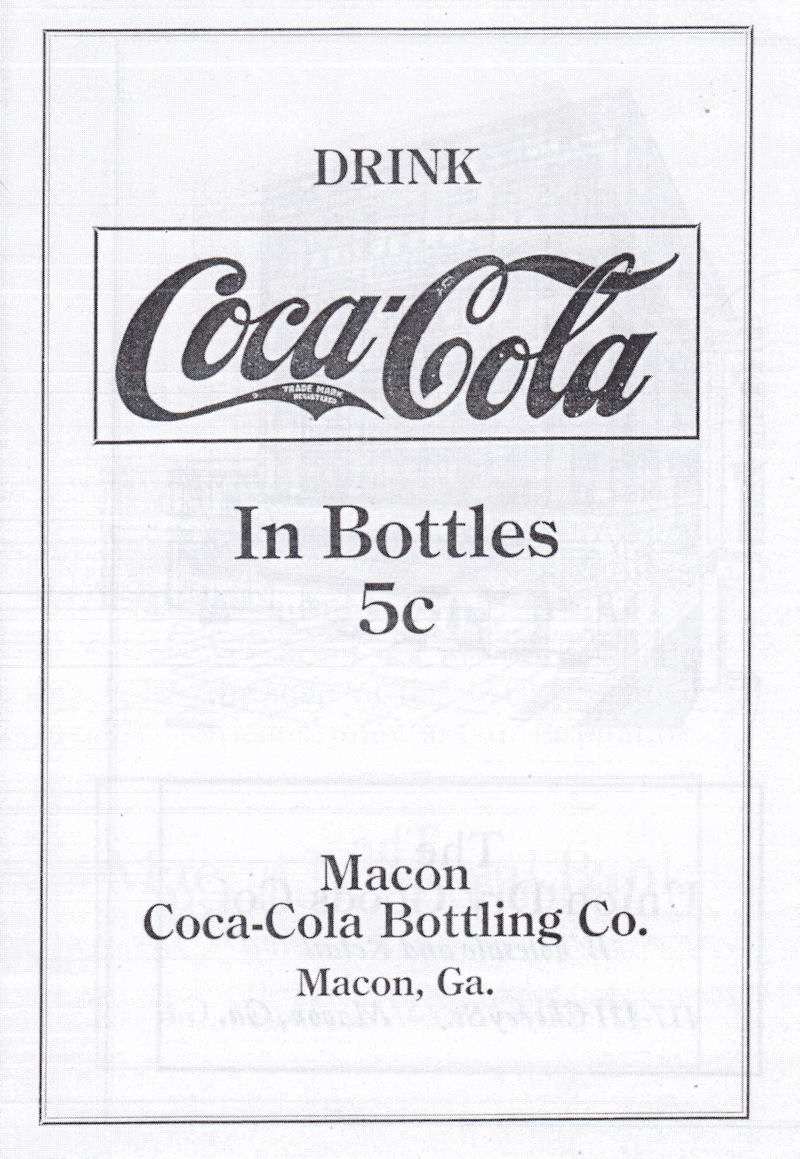 DRINK
Coca-Cola
TRADE MARK
REGISTERED
In Bottles
5c
Macon
Coca-Cola Bottling Co.
Macon, Ga.